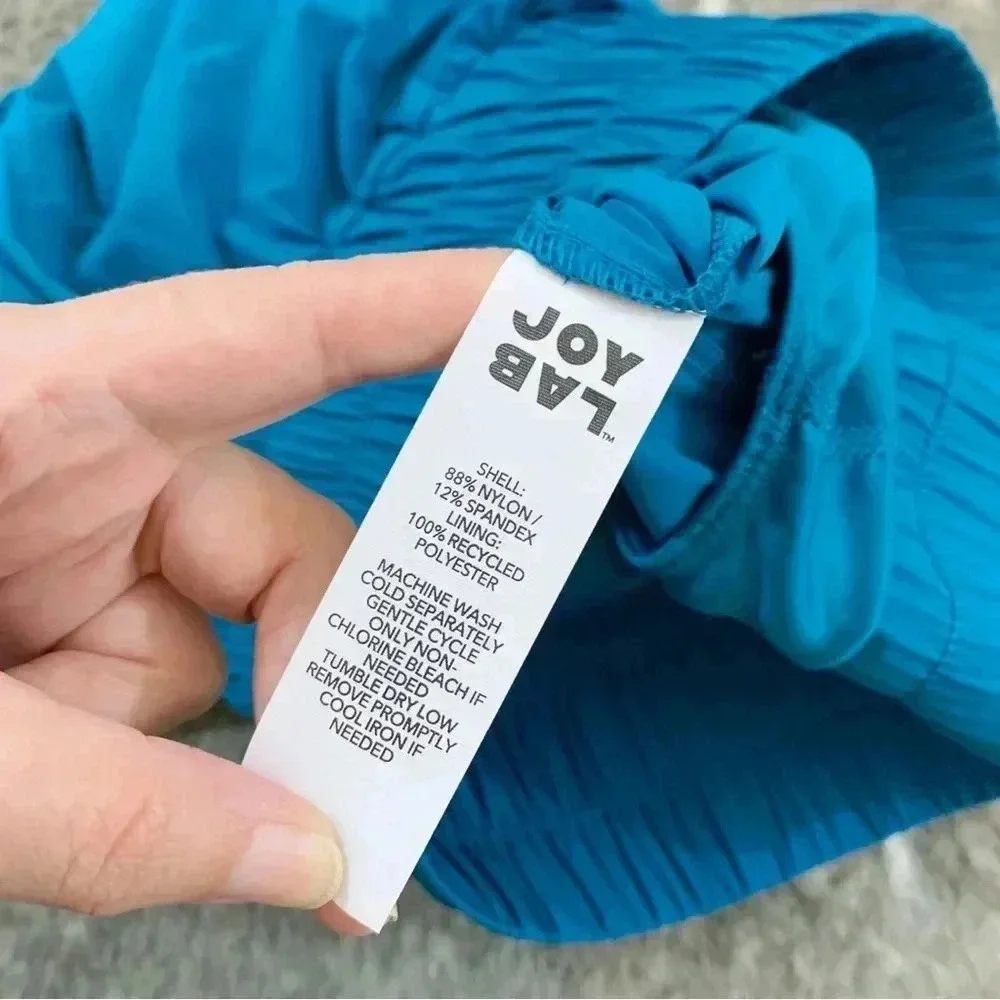 JOY
LAB
™
SHELL:
88% NYLON /
12% SPANDEX
LINING:
100% RECYCLED
POLYESTER
MACHINE WASH
COLD SEPARATELY
GENTLE CYCLE
ONLY NON-
CHLORINE BLEACH IF
NEEDED
TUMBLE DRY LOW
REMOVE PROMPTLY
COOL IRON IF
NEEDED